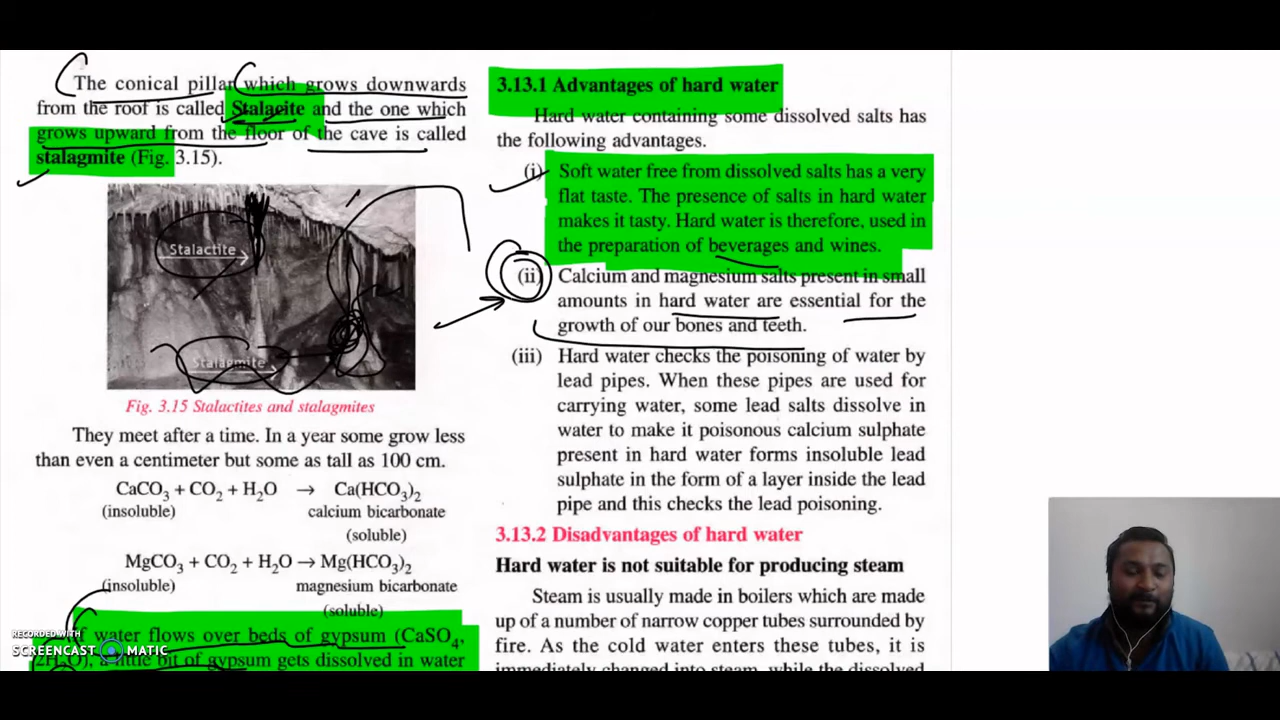 The conical pillar which grows downwards
from the roof is called Stalacite and the one which
grows upward from the floor of the cave is called
stalagmite (Fig. 3.15).
Stalactite
Stalagmite
Fig. 3.15 Stalactites and stalagmites
They meet after a time. In a year some grow less
than even a centimeter but some as tall as 100 cm.
CaCO₃ + CO₂ + H₂O → Ca(HCO₃)₂
(insoluble) calcium bicarbonate
(soluble)
MgCO₃ + CO₂ + H₂O → Mg(HCO₃)₂
(insoluble) magnesium bicarbonate
(soluble)
If water flows over beds of gypsum (CaSO₄,
2H₂O), a little bit of gypsum gets dissolved in water
3.13.1 Advantages of hard water
Hard water containing some dissolved salts has
the following advantages.
(i) Soft water free from dissolved salts has a very
flat taste. The presence of salts in hard water
makes it tasty. Hard water is therefore, used in
the preparation of beverages and wines.
(ii) Calcium and magnesium salts present in small
amounts in hard water are essential for the
growth of our bones and teeth.
(iii) Hard water checks the poisoning of water by
lead pipes. When these pipes are used for
carrying water, some lead salts dissolve in
water to make it poisonous calcium sulphate
present in hard water forms insoluble lead
sulphate in the form of a layer inside the lead
pipe and this checks the lead poisoning.
3.13.2 Disadvantages of hard water
Hard water is not suitable for producing steam
Steam is usually made in boilers which are made
up of a number of narrow copper tubes surrounded by
fire. As the cold water enters these tubes, it is
immediately changed into steam, while the dissolved
RECORDED WITH
SCREENCAST MATIC